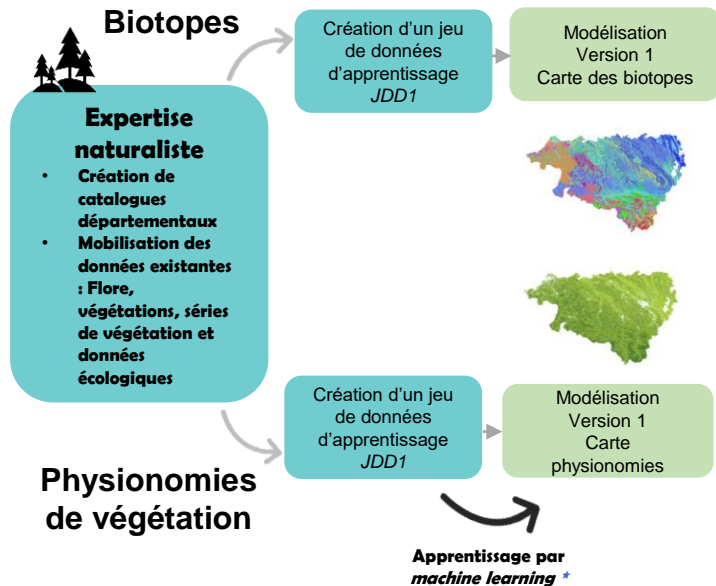 Biotopes
Création d'un jeu
de données
d'apprentissage
JDD1
Modélisation
Version 1
Carte des biotopes
Expertise
naturaliste
• Création de
catalogues
départementaux
• Mobilisation des
données existantes
: Flore,
végétations, séries
de végétation et
données
écologiques
Création d'un jeu
de données
d'apprentissage
JDD1
Modélisation
Version 1
Carte
physionomies
Physionomies
de végétation
Apprentissage par
machine learning *